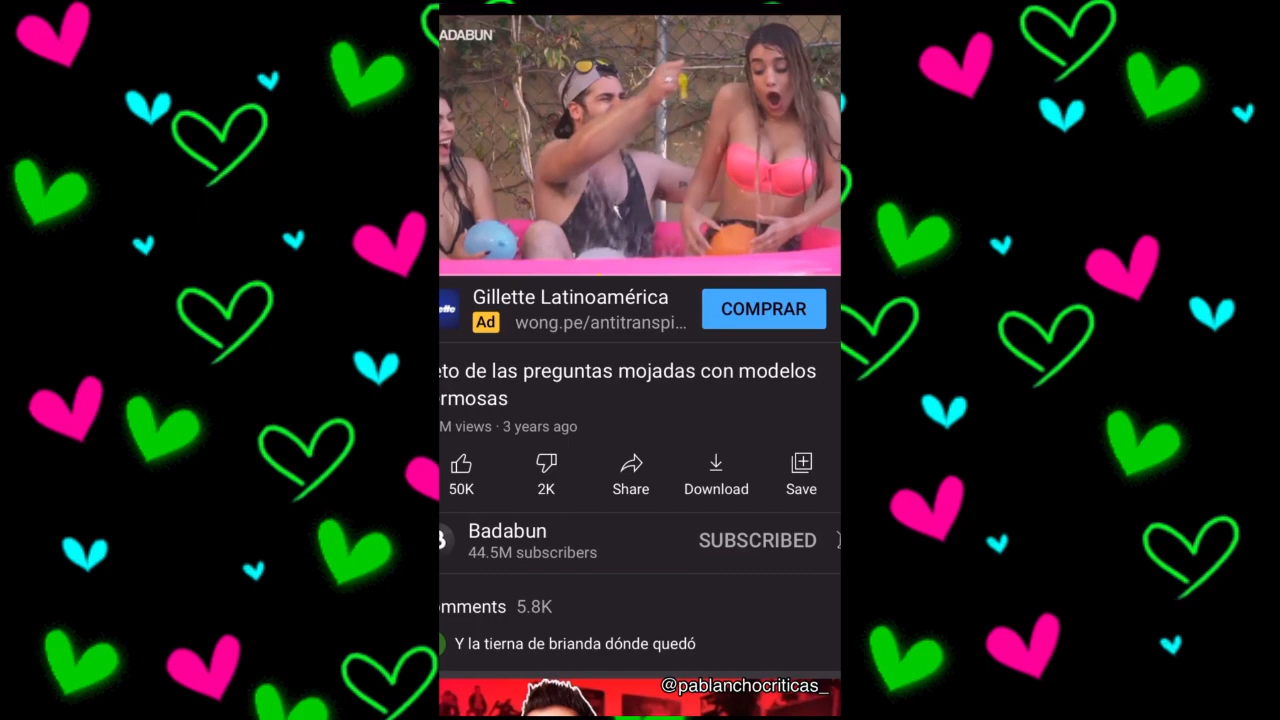 ADABUN
Gillette Latinoamérica
COMPRAR
Ad wong.pe/antitranspi...
eto de las preguntas mojadas con modelos
ermosas
M views · 3 years ago
50K 2K Share Download Save
Badabun
44.5M subscribers
SUBSCRIBED
mments 5.8K
Y la tierna de brianda dónde quedó
@pablanchocriticas_